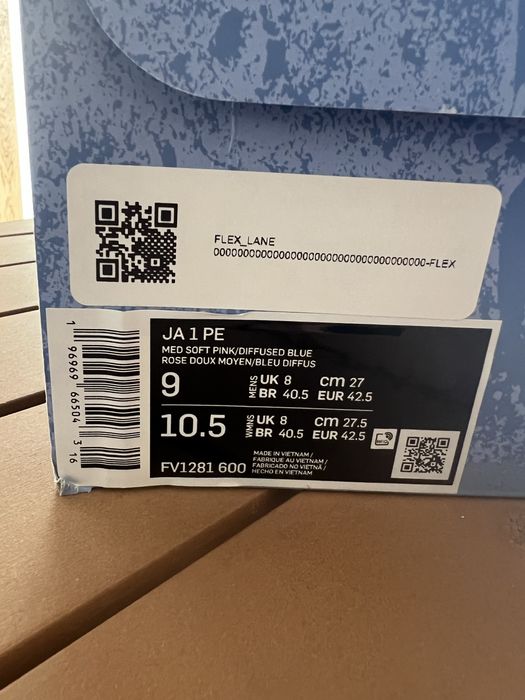 FLEX_LANE
JA 1 PE
MED SOFT PINK/DIFFUSED BLUE
ROSE DOUX MOYEN/BLEU DIFFUS
9 MENS UK 8 cm 27
BR 40.5 EUR 42.5
10.5 WMNS UK 8 cm 27.5
BR 40.5 EUR 42.5
FV1281 600
MADE IN VIETNAM /
FABRIQUE AU VIETNAM /
FABRICADO NO VIETNÃ /
HECHO EN VIETNAM
1 96969 66504 3 16